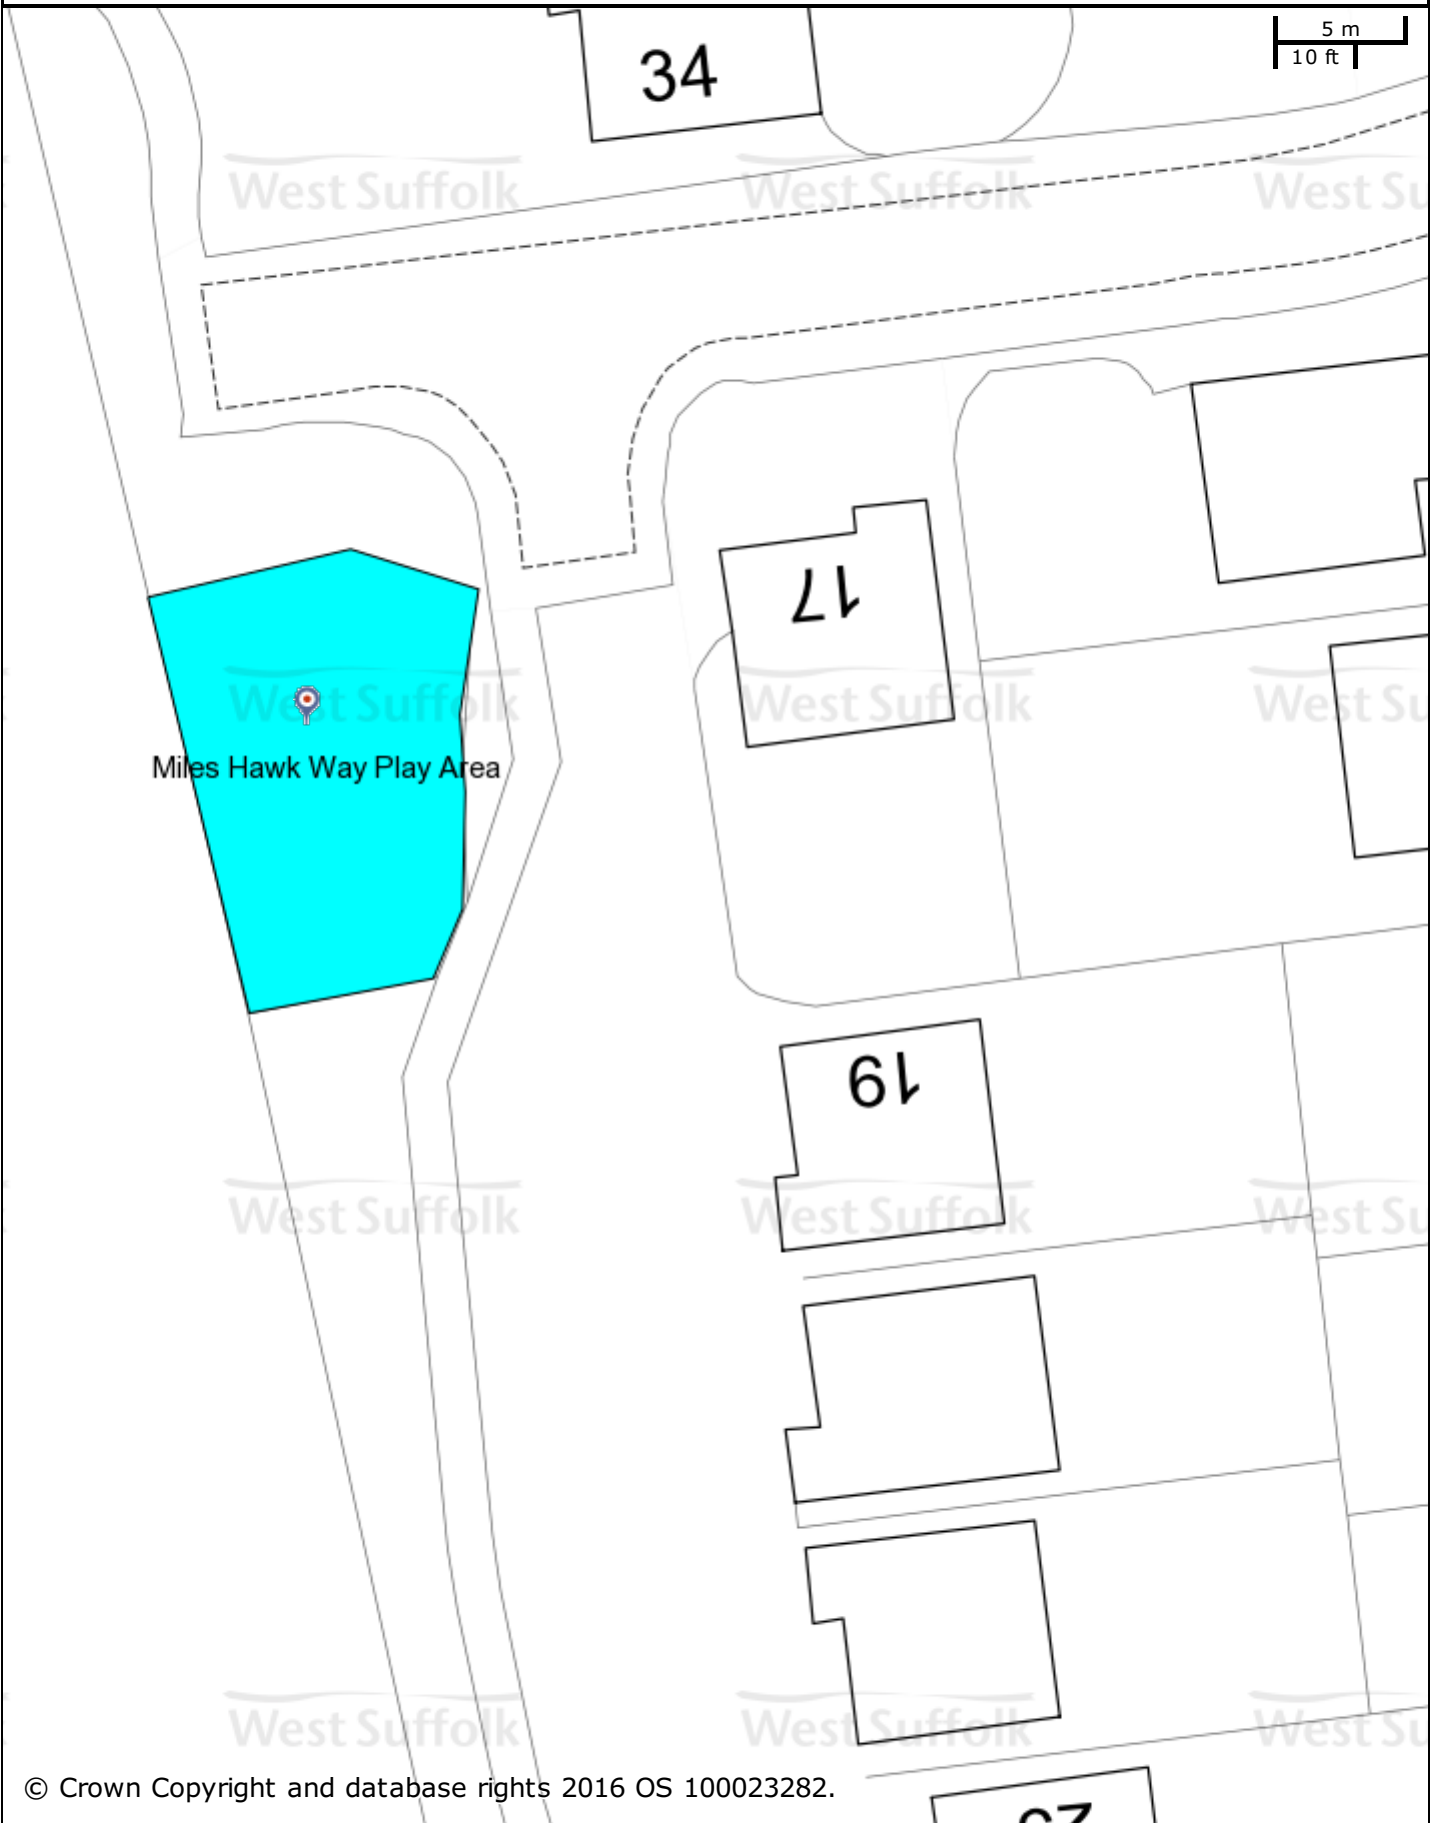 5 m
10 ft
34
West Suffolk
West Suffolk
West Su
17
West Suffolk
West Suffolk
West Su
Miles Hawk Way Play Area
19
West Suffolk
West Suffolk
West Su
West Suffolk
West Suffolk
West Su
© Crown Copyright and database rights 2016 OS 100023282.